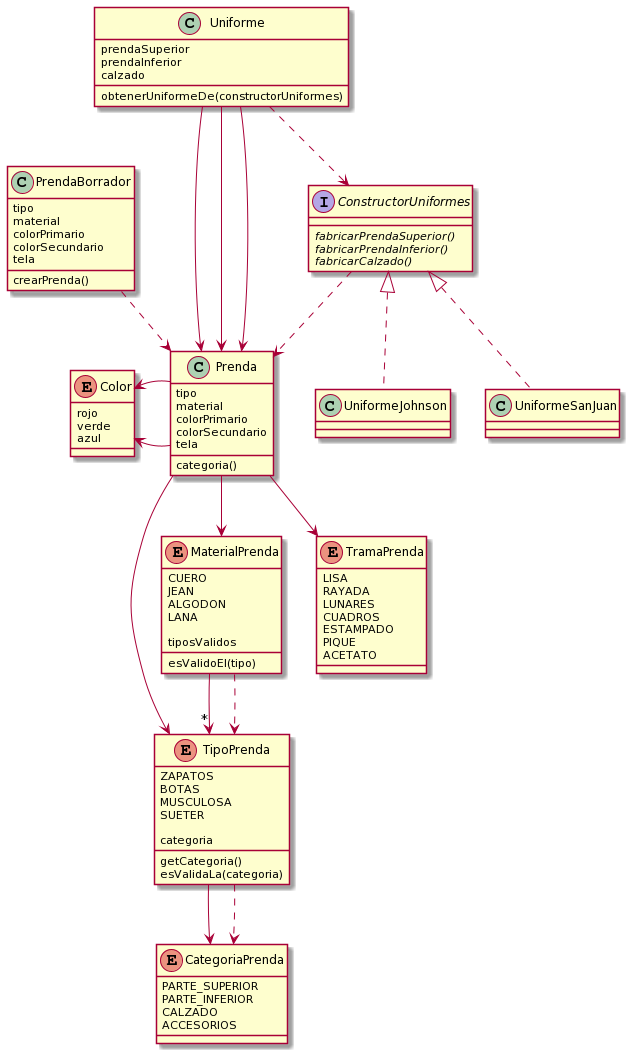 C Uniforme
prendaSuperior
prendaInferior
calzado
obtenerUniformeDe(constructorUniformes)
C PrendaBorrador
tipo
material
colorPrimario
colorSecundario
tela
crearPrenda()
I ConstructorUniformes
fabricarPrendaSuperior()
fabricarPrendaInferior()
fabricarCalzado()
C Prenda
tipo
material
colorPrimario
colorSecundario
tela
categoria()
E Color
rojo
verde
azul
C UniformeJohnson
C UniformeSanJuan
E MaterialPrenda
CUERO
JEAN
ALGODON
LANA
tiposValidos
esValidoEl(tipo)
E TramaPrenda
LISA
RAYADA
LUNARES
CUADROS
ESTAMPADO
PIQUE
ACETATO
*
E TipoPrenda
ZAPATOS
BOTAS
MUSCULOSA
SUETER
categoria
getCategoria()
esValidaLa(categoria)
E CategoriaPrenda
PARTE_SUPERIOR
PARTE_INFERIOR
CALZADO
ACCESORIOS